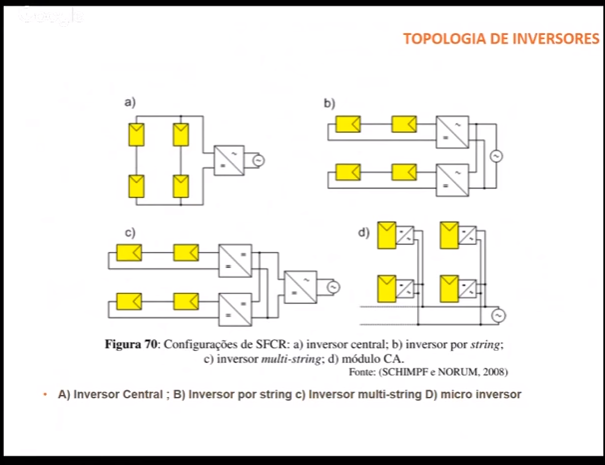 TOPOLOGIA DE INVERSORES
a)
b)
c)
d)
Figura 70: Configurações de SFCR: a) inversor central; b) inversor por string;
c) inversor multi-string; d) módulo CA.
Fonte: (SCHIMPF e NORUM, 2008)
• A) Inversor Central ; B) Inversor por string c) Inversor multi-string D) micro inversor